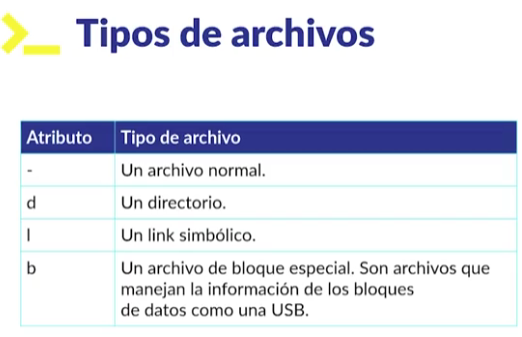 >_ Tipos de archivos
Atributo Tipo de archivo
- Un archivo normal.
d Un directorio.
l Un link simbólico.
b Un archivo de bloque especial. Son archivos que
manejan la información de los bloques
de datos como una USB.